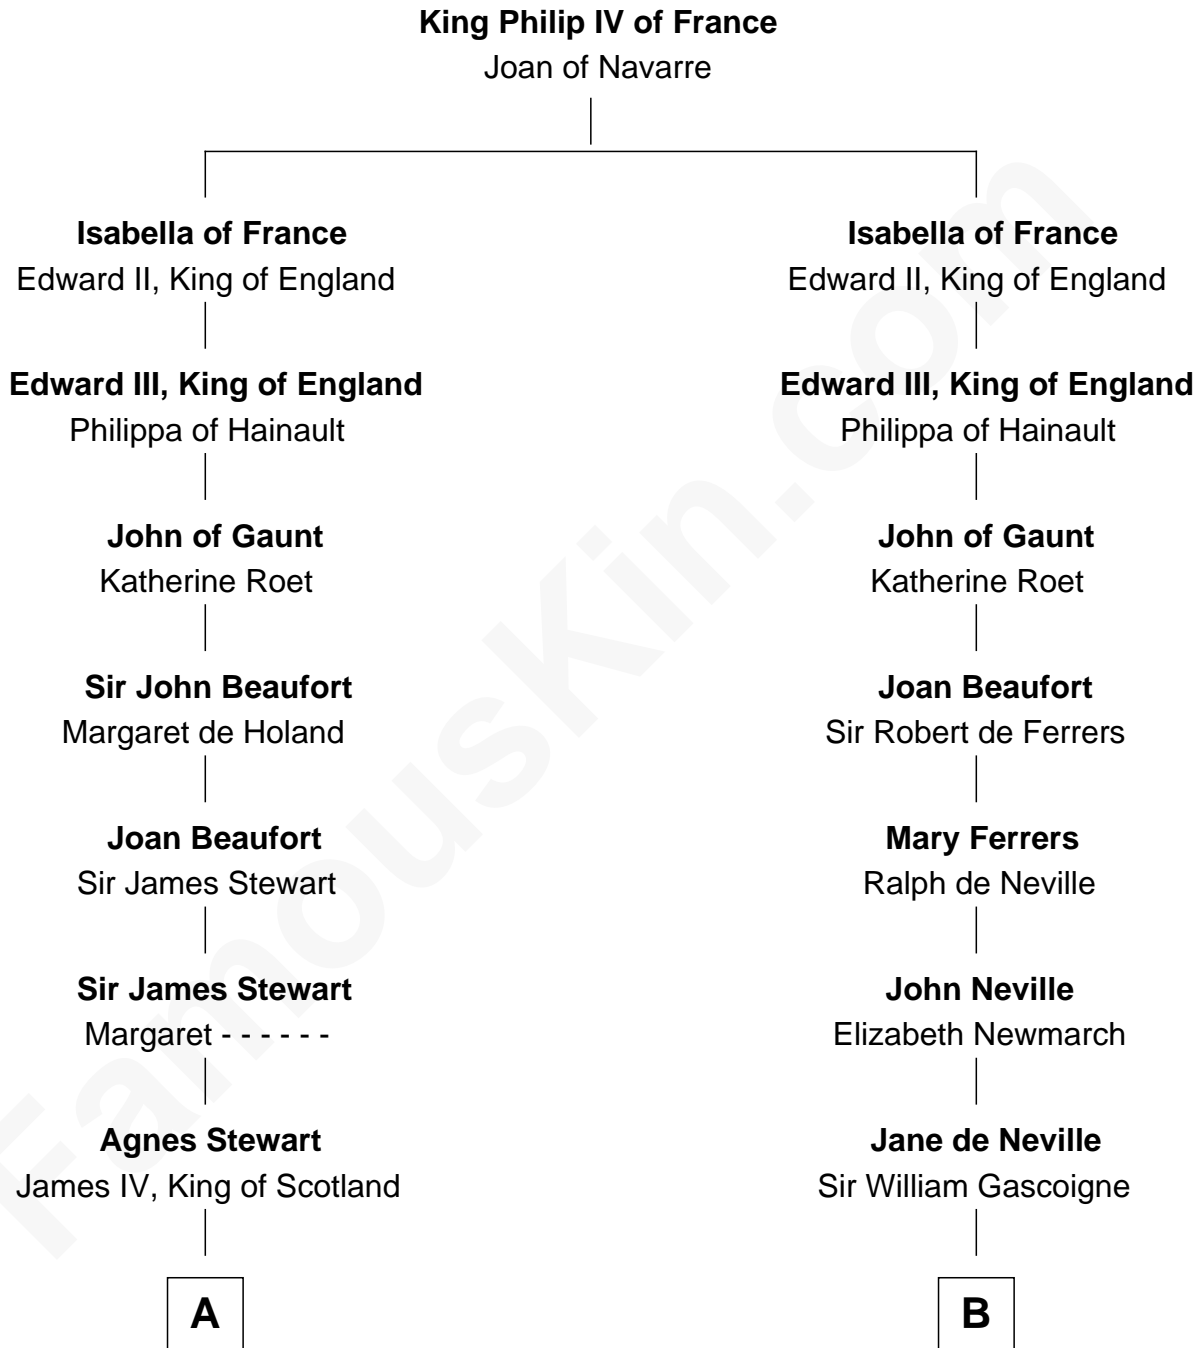 King Philip IV of France
Joan of Navarre
Isabella of France
Edward II, King of England
Edward III, King of England
Philippa of Hainault
John of Gaunt
Katherine Roet
Sir John Beaufort
Margaret de Holand
Joan Beaufort
Sir James Stewart
Sir James Stewart
Margaret - - - - - -
Agnes Stewart
James IV, King of Scotland
A
Isabella of France
Edward II, King of England
Edward III, King of England
Philippa of Hainault
John of Gaunt
Katherine Roet
Joan Beaufort
Sir Robert de Ferrers
Mary Ferrers
Ralph de Neville
John Neville
Elizabeth Newmarch
Jane de Neville
Sir William Gascoigne
B
FamousKin.com